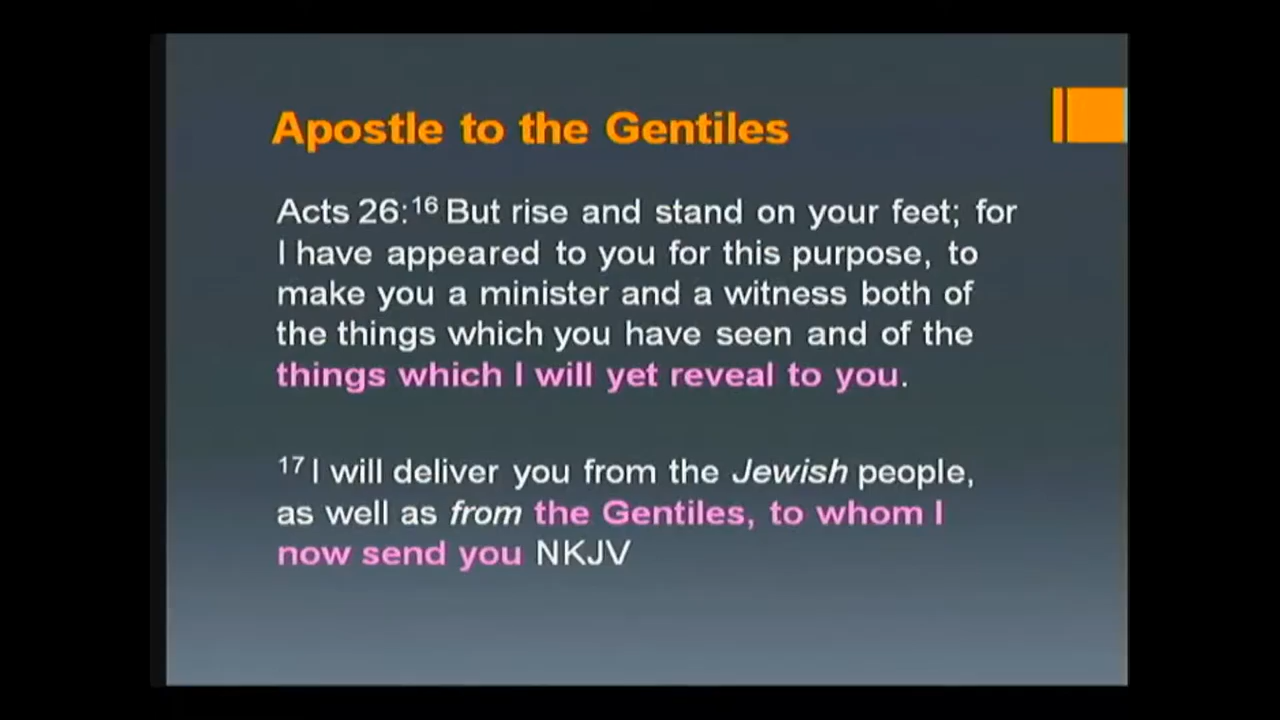 Apostle to the Gentiles
Acts 26:16 But rise and stand on your feet; for
I have appeared to you for this purpose, to
make you a minister and a witness both of
the things which you have seen and of the
things which I will yet reveal to you.
17 I will deliver you from the Jewish people,
as well as from the Gentiles, to whom I
now send you NKJV